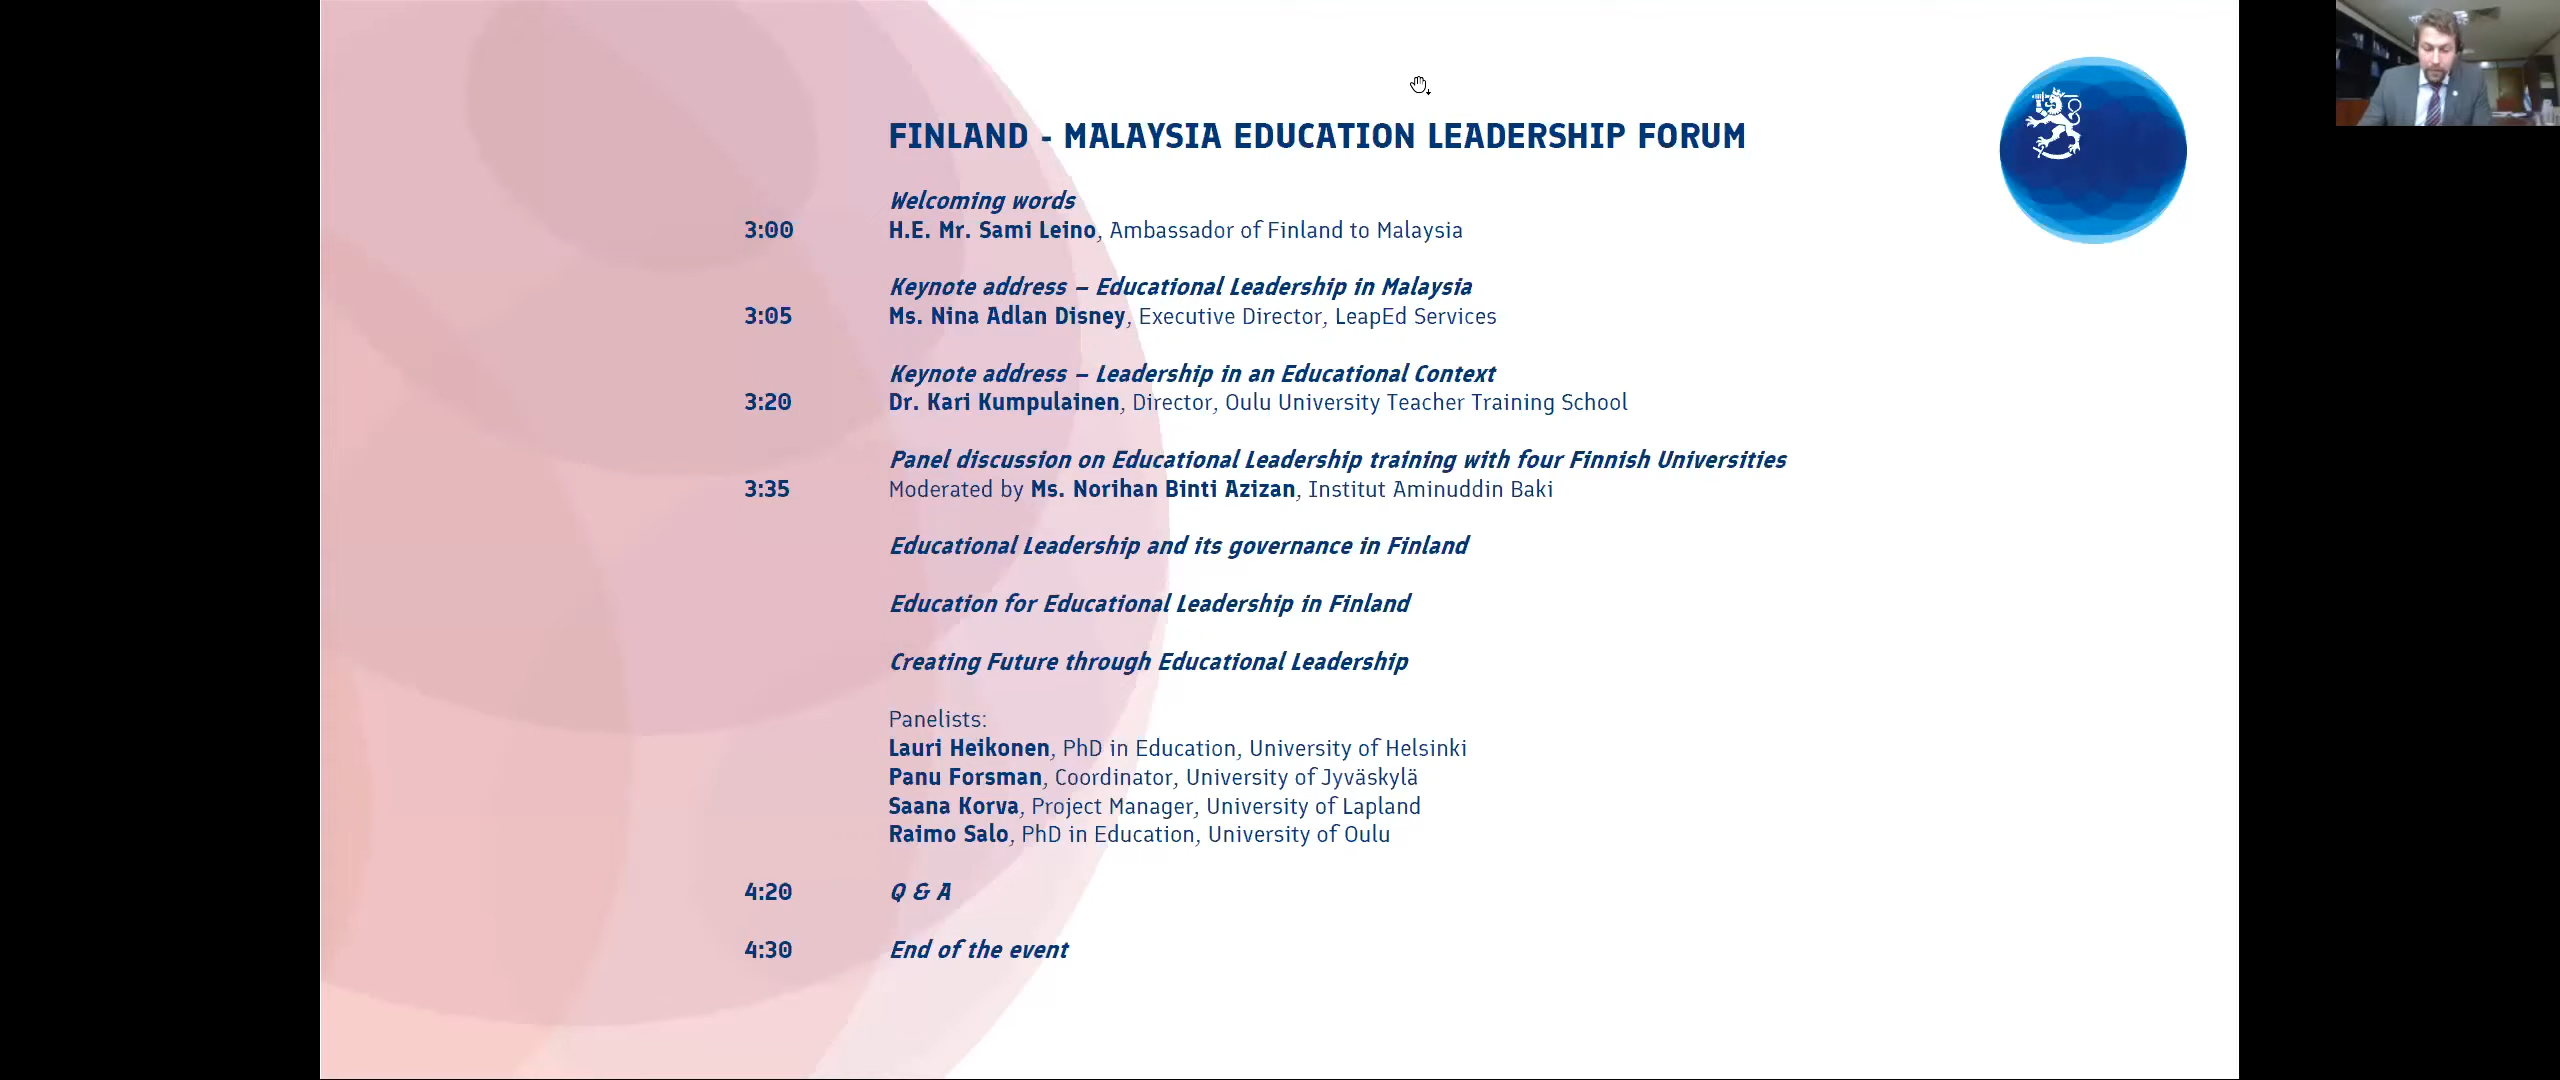 FINLAND - MALAYSIA EDUCATION LEADERSHIP FORUM
Welcoming words
3:00 H.E. Mr. Sami Leino, Ambassador of Finland to Malaysia
Keynote address – Educational Leadership in Malaysia
3:05 Ms. Nina Adlan Disney, Executive Director, LeapEd Services
Keynote address – Leadership in an Educational Context
3:20 Dr. Kari Kumpulainen, Director, Oulu University Teacher Training School
Panel discussion on Educational Leadership training with four Finnish Universities
3:35 Moderated by Ms. Norihan Binti Azizan, Institut Aminuddin Baki
Educational Leadership and its governance in Finland
Education for Educational Leadership in Finland
Creating Future through Educational Leadership
Panelists:
Lauri Heikonen, PhD in Education, University of Helsinki
Panu Forsman, Coordinator, University of Jyväskylä
Saana Korva, Project Manager, University of Lapland
Raimo Salo, PhD in Education, University of Oulu
4:20 Q & A
4:30 End of the event